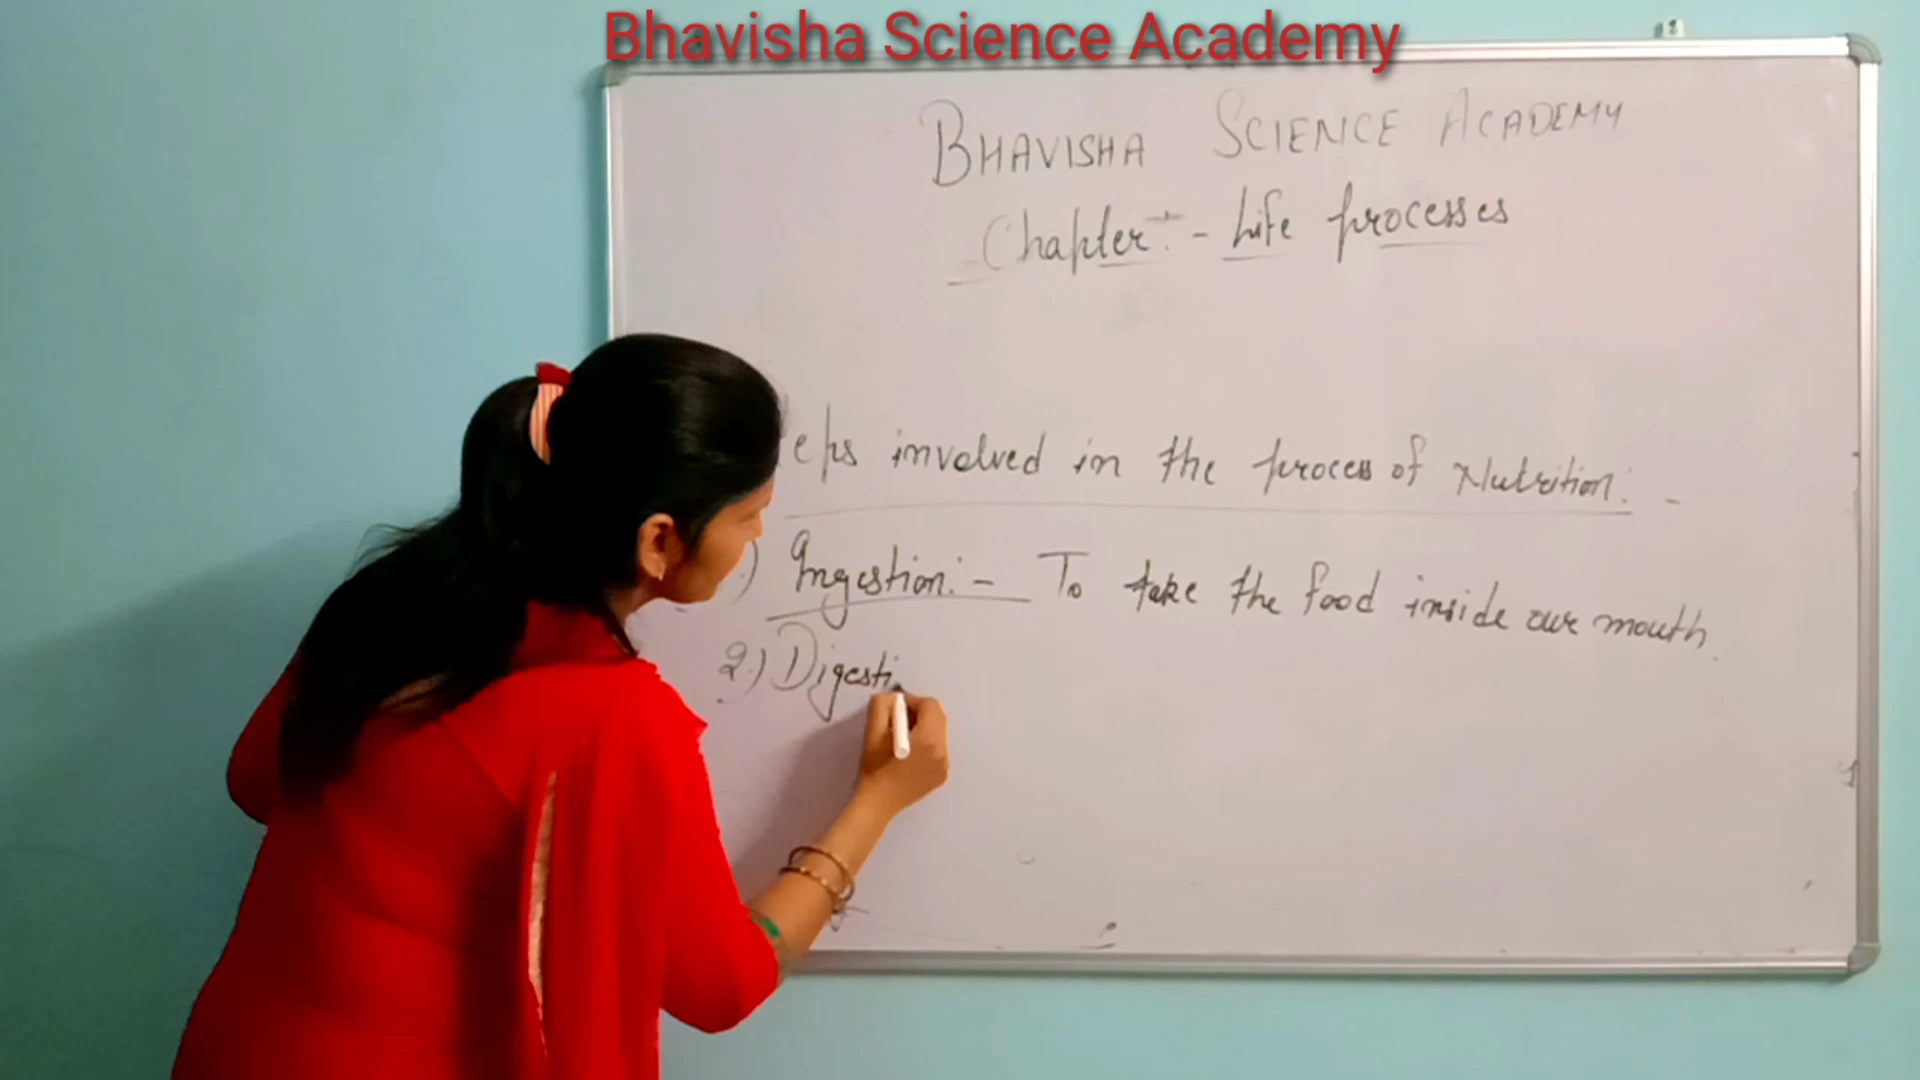 Bhavisha Science Academy
BHAVISHA SCIENCE ACADEMY
Chapter :- Life processes
eps involved in the process of Nutrition : -
) Ingestion :- To take the food inside our mouth.
2.) Digesti